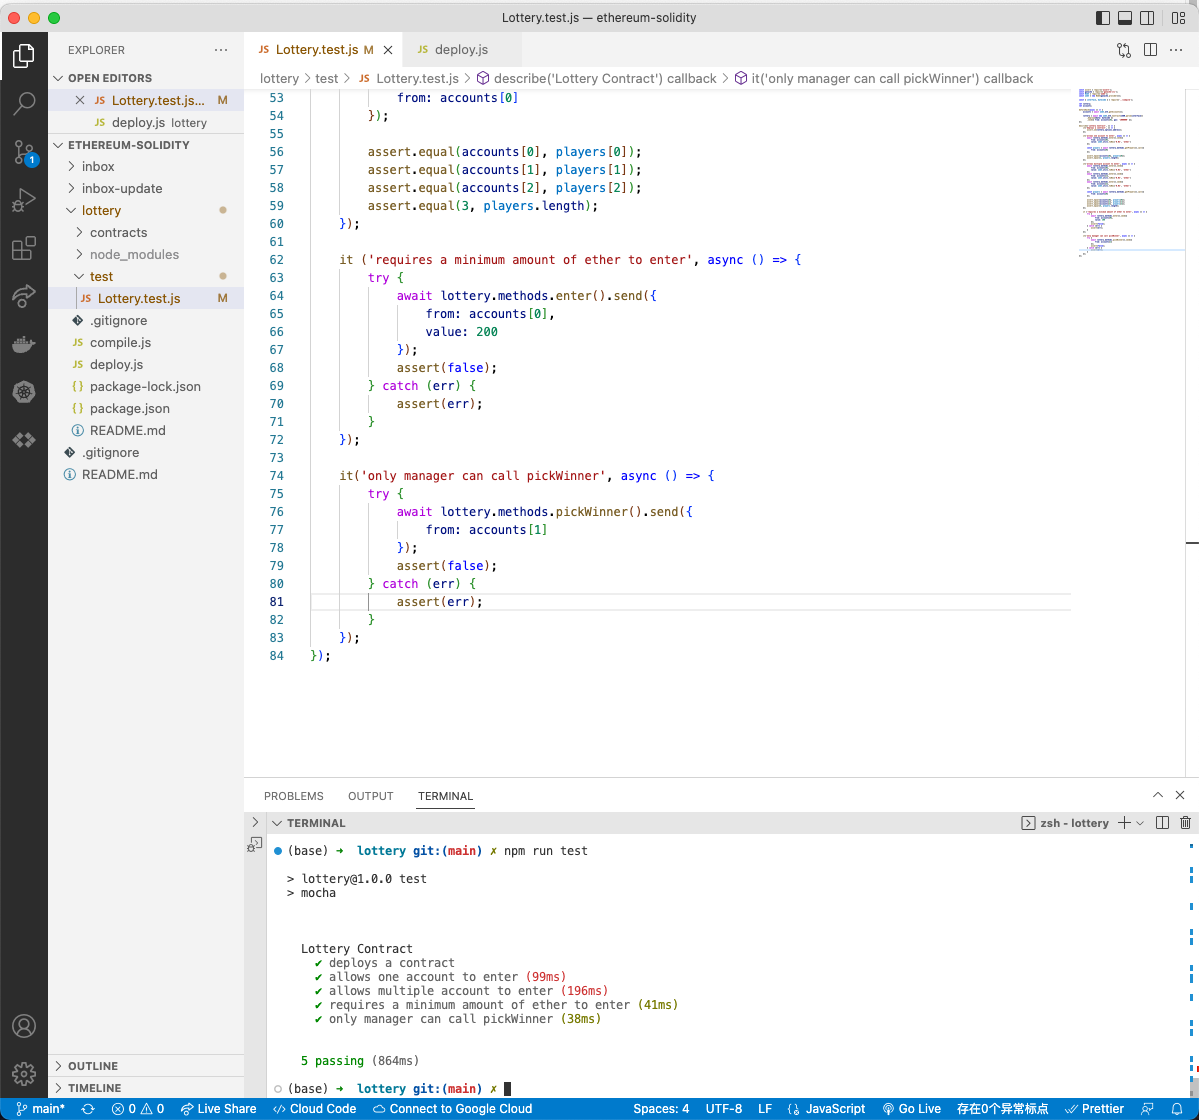 Lottery.test.js — ethereum-solidity
EXPLORER
OPEN EDITORS
JS Lottery.test.js... M
JS deploy.js lottery
ETHEREUM-SOLIDITY
inbox
inbox-update
lottery
contracts
node_modules
test
JS Lottery.test.js M
.gitignore
JS compile.js
JS deploy.js
{} package-lock.json
{} package.json
README.md
.gitignore
README.md
OUTLINE
TIMELINE
1
JS Lottery.test.js M
JS deploy.js
lottery > test > JS Lottery.test.js > describe('Lottery Contract') callback > it('only manager can call pickWinner') callback
53 from: accounts[0]
54 });
55
56 assert.equal(accounts[0], players[0]);
57 assert.equal(accounts[1], players[1]);
58 assert.equal(accounts[2], players[2]);
59 assert.equal(3, players.length);
60 });
61
62 it ('requires a minimum amount of ether to enter', async () => {
63 try {
64 await lottery.methods.enter().send({
65 from: accounts[0],
66 value: 200
67 });
68 assert(false);
69 } catch (err) {
70 assert(err);
71 }
72 });
73
74 it('only manager can call pickWinner', async () => {
75 try {
76 await lottery.methods.pickWinner().send({
77 from: accounts[1]
78 });
79 assert(false);
80 } catch (err) {
81 assert(err);
82 }
83 });
84 });
PROBLEMS OUTPUT TERMINAL
TERMINAL
zsh - lottery
(base) ➜ lottery git:(main) ✗ npm run test
> lottery@1.0.0 test
> mocha
Lottery Contract
✔ deploys a contract
✔ allows one account to enter (99ms)
✔ allows multiple account to enter (196ms)
✔ requires a minimum amount of ether to enter (41ms)
✔ only manager can call pickWinner (38ms)
5 passing (864ms)
(base) ➜ lottery git:(main) ✗
main* 0 0 Live Share Cloud Code Connect to Google Cloud Spaces: 4 UTF-8 LF {} JavaScript Go Live 存在0个异常标点 Prettier